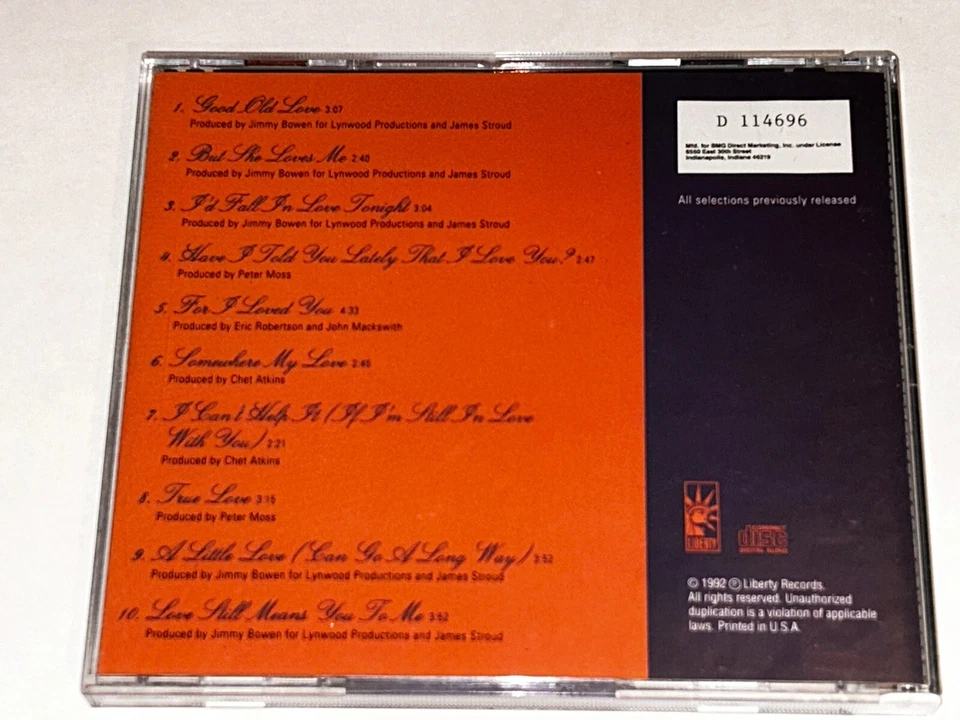 1. Good Old Love 3:07
Produced by Jimmy Bowen for Lynwood Productions and James Stroud
2. But She Loves Me 2:40
Produced by Jimmy Bowen for Lynwood Productions and James Stroud
3. I'd Fall In Love Tonight 3:04
Produced by Jimmy Bowen for Lynwood Productions and James Stroud
4. Have I Told You Lately That I Love You? 2:47
Produced by Peter Moss
5. For I Loved You 4:33
Produced by Eric Robertson and John Mackswith
6. Somewhere My Love 2:45
Produced by Chet Atkins
7. I Can't Help It (If I'm Still In Love
With You) 2:21
Produced by Chet Atkins
8. True Love 3:15
Produced by Peter Moss
9. A Little Love (Can Go A Long Way) 3:52
Produced by Jimmy Bowen for Lynwood Productions and James Stroud
10. Love Still Means You To Me 3:52
Produced by Jimmy Bowen for Lynwood Productions and James Stroud
D 114696
Mfd. for BMG Direct Marketing, Inc. under License
6550 East 30th Street
Indianapolis, Indiana 46219
All selections previously released
LIBERTY
COMPACT
disc
DIGITAL AUDIO
© 1992 ℗ Liberty Records.
All rights reserved. Unauthorized
duplication is a violation of applicable
laws. Printed in U.S.A.